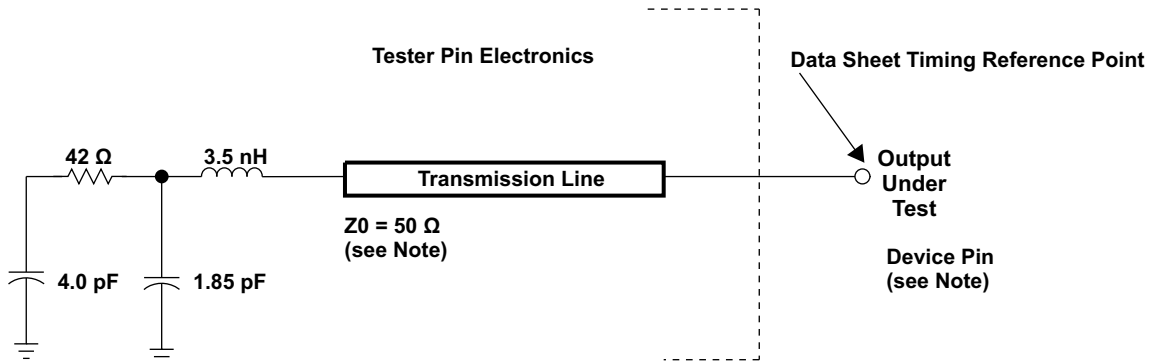 Tester Pin Electronics
Data Sheet Timing Reference Point
42 Ω
3.5 nH
Transmission Line
Output
Under
Test
Z0 = 50 Ω
(see Note)
Device Pin
(see Note)
4.0 pF
1.85 pF